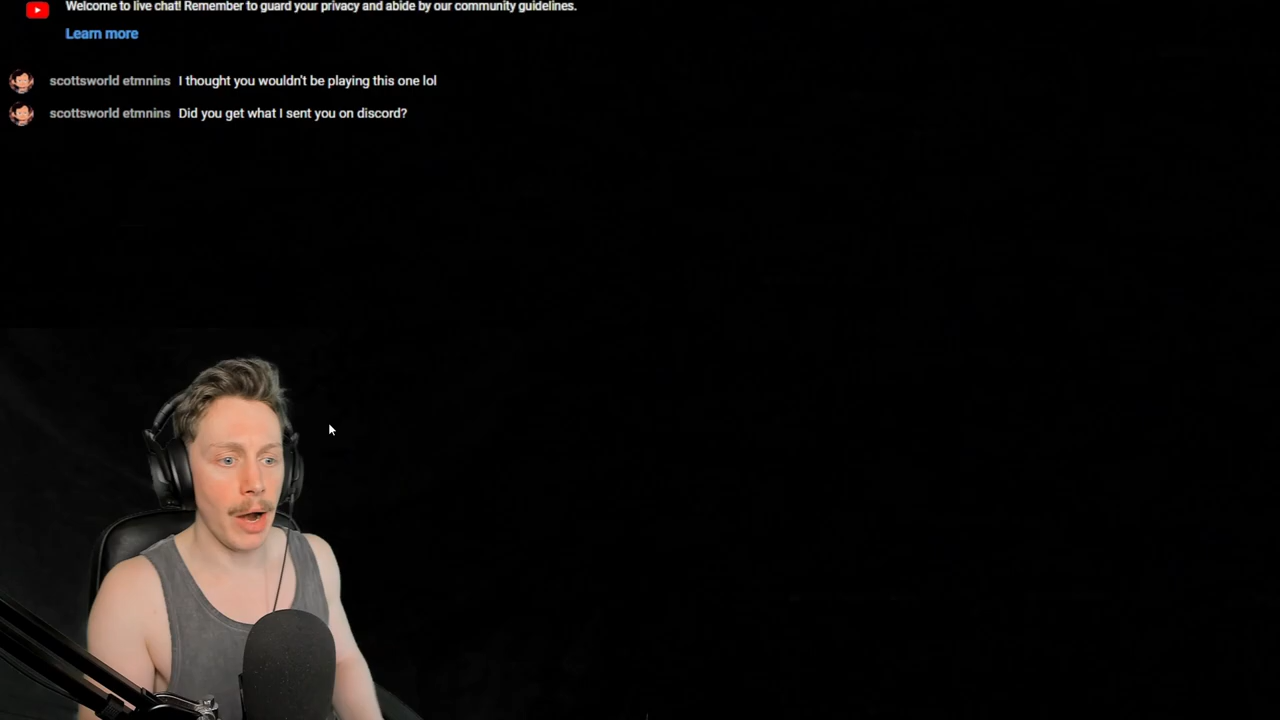 Welcome to live chat! Remember to guard your privacy and abide by our community guidelines.
Learn more
scottsworld etmnins I thought you wouldn't be playing this one lol
scottsworld etmnins Did you get what I sent you on discord?